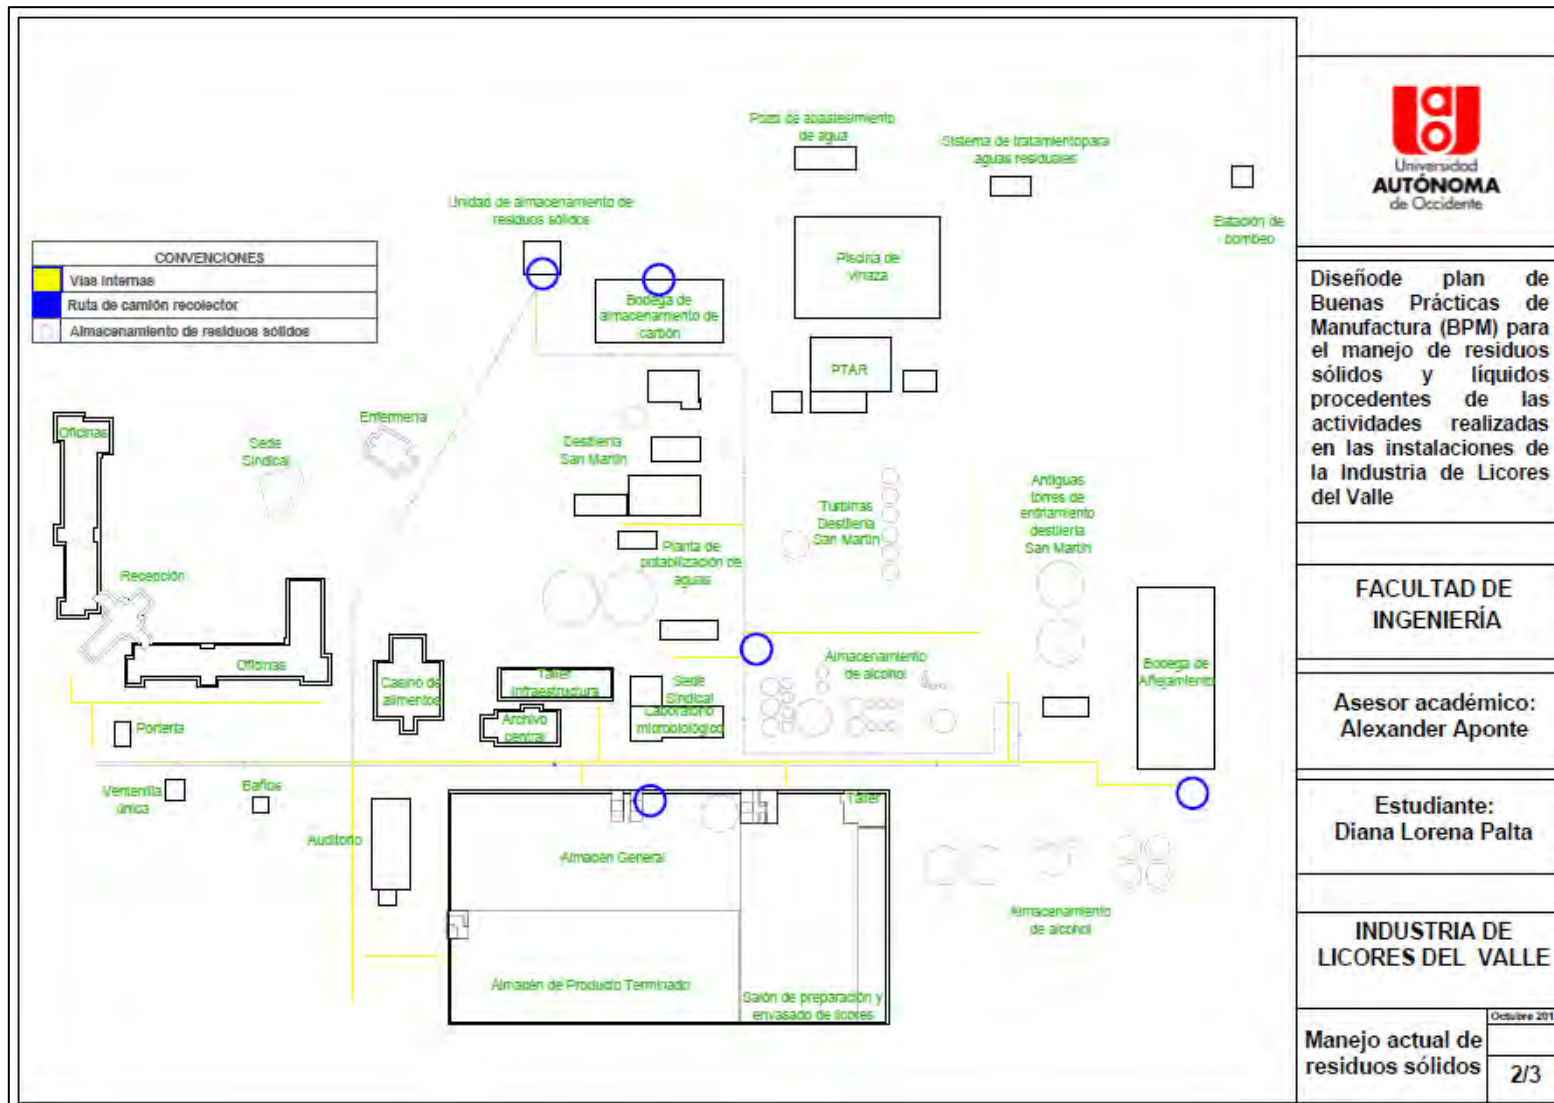 Pozo de abastesimiento
de agua
Sistema de tratamientopara
aguas residuales
Unidad de almacenamiento de
residuos sólidos
Estación de
bombeo
CONVENCIONES
Vías internas
Ruta de camión recolector
Almacenamiento de residuos sólidos
Piscina de
vinaza
Bodega de
almacenamiento de
carbón
PTAR
Oficinas
Sede
Sindical
Enfermería
Destilería
San Martín
Turbinas
Destilería
San Martín
Antiguas
torres de
enfriamiento
destilería
San Martín
Planta de
potabilización de
aguas
Recepción
Oficinas
Casino de
alimentos
Taller
Infraestructura
Archivo
central
Sede
Sindical
Laboratorio
microbiológico
Almacenamiento
de alcohol
Bodega de
Añejamiento
Portería
Ventanilla
única
Baños
Auditorio
Taller
Almacén General
Almacenamiento
de alcohol
Almacén de Producto Terminado
Salón de preparación y
envasado de licores
Universidad
AUTÓNOMA
de Occidente
Diseñode plan de
Buenas Prácticas de
Manufactura (BPM) para
el manejo de residuos
sólidos y líquidos
procedentes de las
actividades realizadas
en las instalaciones de
la Industria de Licores
del Valle
FACULTAD DE
INGENIERÍA
Asesor académico:
Alexander Aponte
Estudiante:
Diana Lorena Palta
INDUSTRIA DE
LICORES DEL VALLE
Manejo actual de
residuos sólidos
Octubre 201
2/3